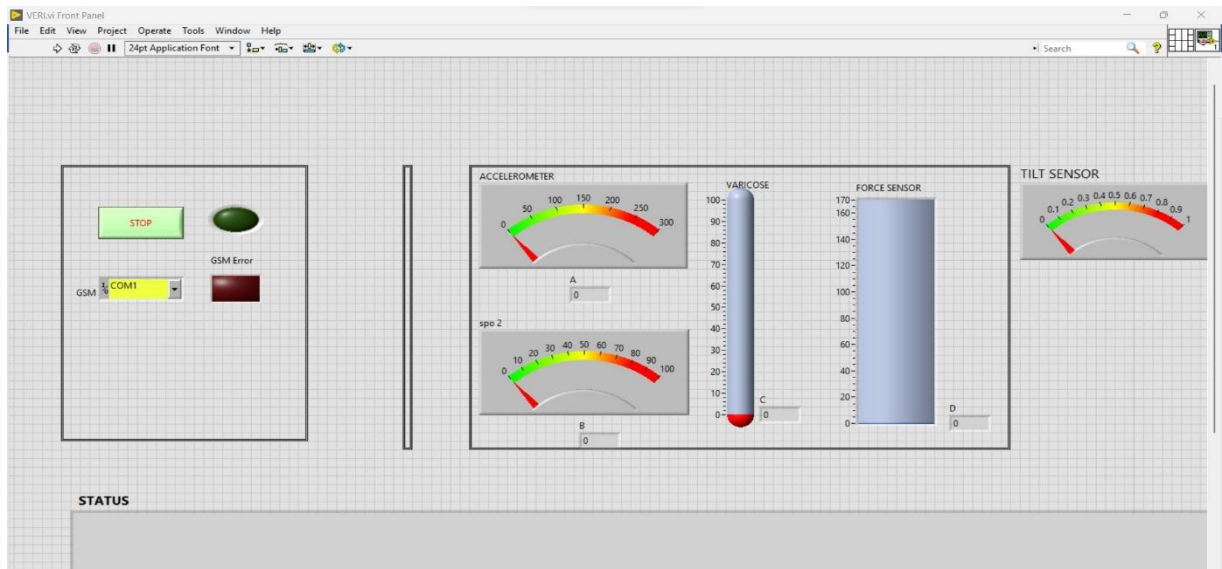 VERI.vi Front Panel
File Edit View Project Operate Tools Window Help
24pt Application Font
Search
1
STOP
GSM COM1
GSM Error
ACCELEROMETER
0 50 100 150 200 250 300
A
0
spo 2
0 10 20 30 40 50 60 70 80 90 100
B
0
VARICOSE
100
90
80
70
60
50
40
30
20
10
0
C
0
FORCE SENSOR
170
160
140
120
100
80
60
40
20
0
D
0
TILT SENSOR
0 0.1 0.2 0.3 0.4 0.5 0.6 0.7 0.8 0.9 1
STATUS